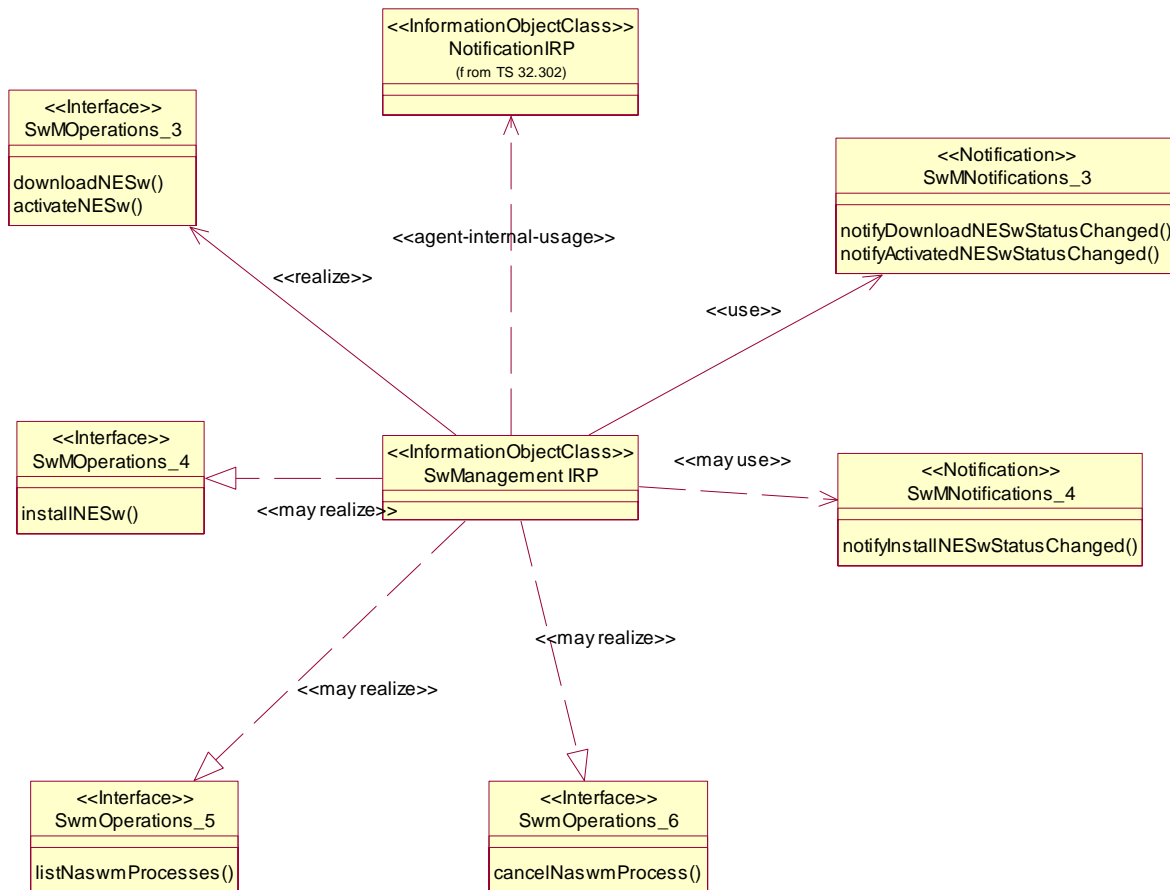 <<InformationObjectClass>>
NotificationIRP
(from TS 32.302)
<<Interface>>
SwMOperations_3
downloadNESw()
activateNESw()
<<Notification>>
SwMNotifications_3
notifyDownloadNESwStatusChanged()
notifyActivatedNESwStatusChanged()
<<agent-internal-usage>>
<<realize>>
<<use>>
<<Interface>>
SwMOperations_4
installNESw()
<<InformationObjectClass>>
SwManagement IRP
<<may use>>
<<Notification>>
SwMNotifications_4
notifyInstallNESwStatusChanged()
<<may realize>>
<<may realize>>
<<may realize>>
<<Interface>>
SwmOperations_5
listNaswmProcesses()
<<Interface>>
SwmOperations_6
cancelNaswmProcess()